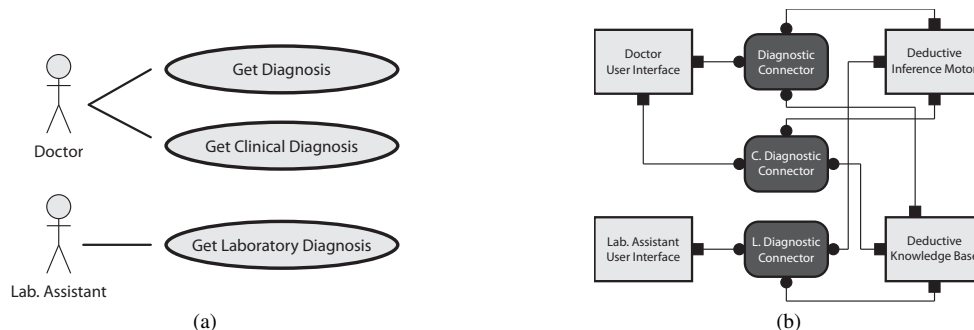 Get Diagnosis
Doctor
Get Clinical Diagnosis
Get Laboratory Diagnosis
Lab. Assistant
(a)
Doctor
User Interface
Diagnostic
Connector
Deductive
Inference Motor
C. Diagnostic
Connector
Lab. Assistant
User Interface
L. Diagnostic
Connector
Deductive
Knowledge Base
(b)